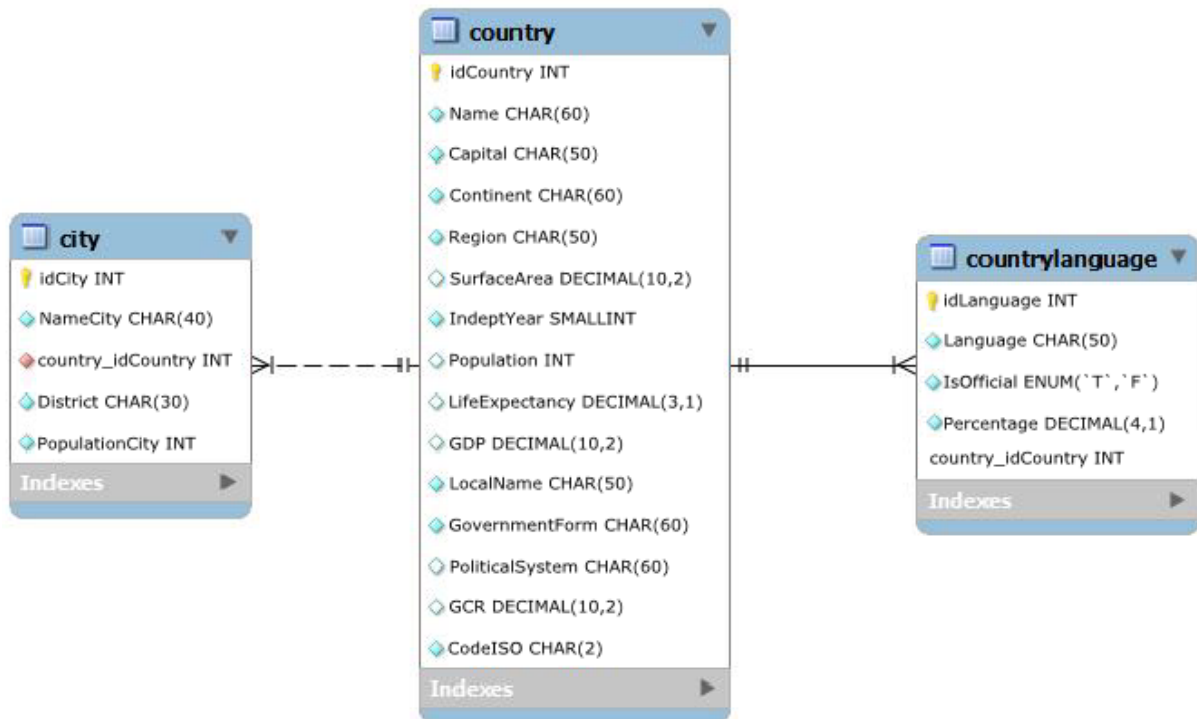 country
idCountry INT
Name CHAR(60)
Capital CHAR(50)
Continent CHAR(60)
Region CHAR(50)
SurfaceArea DECIMAL(10,2)
IndeptYear SMALLINT
Population INT
LifeExpectancy DECIMAL(3,1)
GDP DECIMAL(10,2)
LocalName CHAR(50)
GovernmentForm CHAR(60)
PoliticalSystem CHAR(60)
GCR DECIMAL(10,2)
CodeISO CHAR(2)
Indexes
city
idCity INT
NameCity CHAR(40)
country_idCountry INT
District CHAR(30)
PopulationCity INT
Indexes
countrylanguage
idLanguage INT
Language CHAR(50)
IsOfficial ENUM(`T`,`F`)
Percentage DECIMAL(4,1)
country_idCountry INT
Indexes